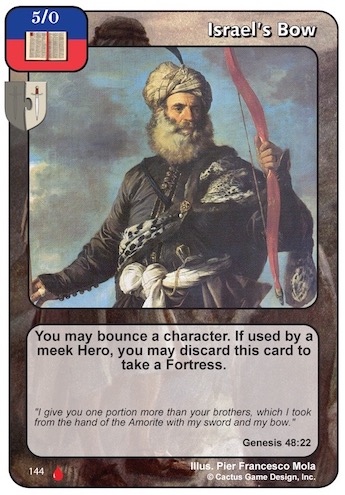 5/0
Israel's Bow
You may bounce a character. If used by a
meek Hero, you may discard this card to
take a Fortress.
"I give you one portion more than your brothers, which I took
from the hand of the Amorite with my sword and my bow."
Genesis 48:22
144
Illus. Pier Francesco Mola
© Cactus Game Design, Inc.